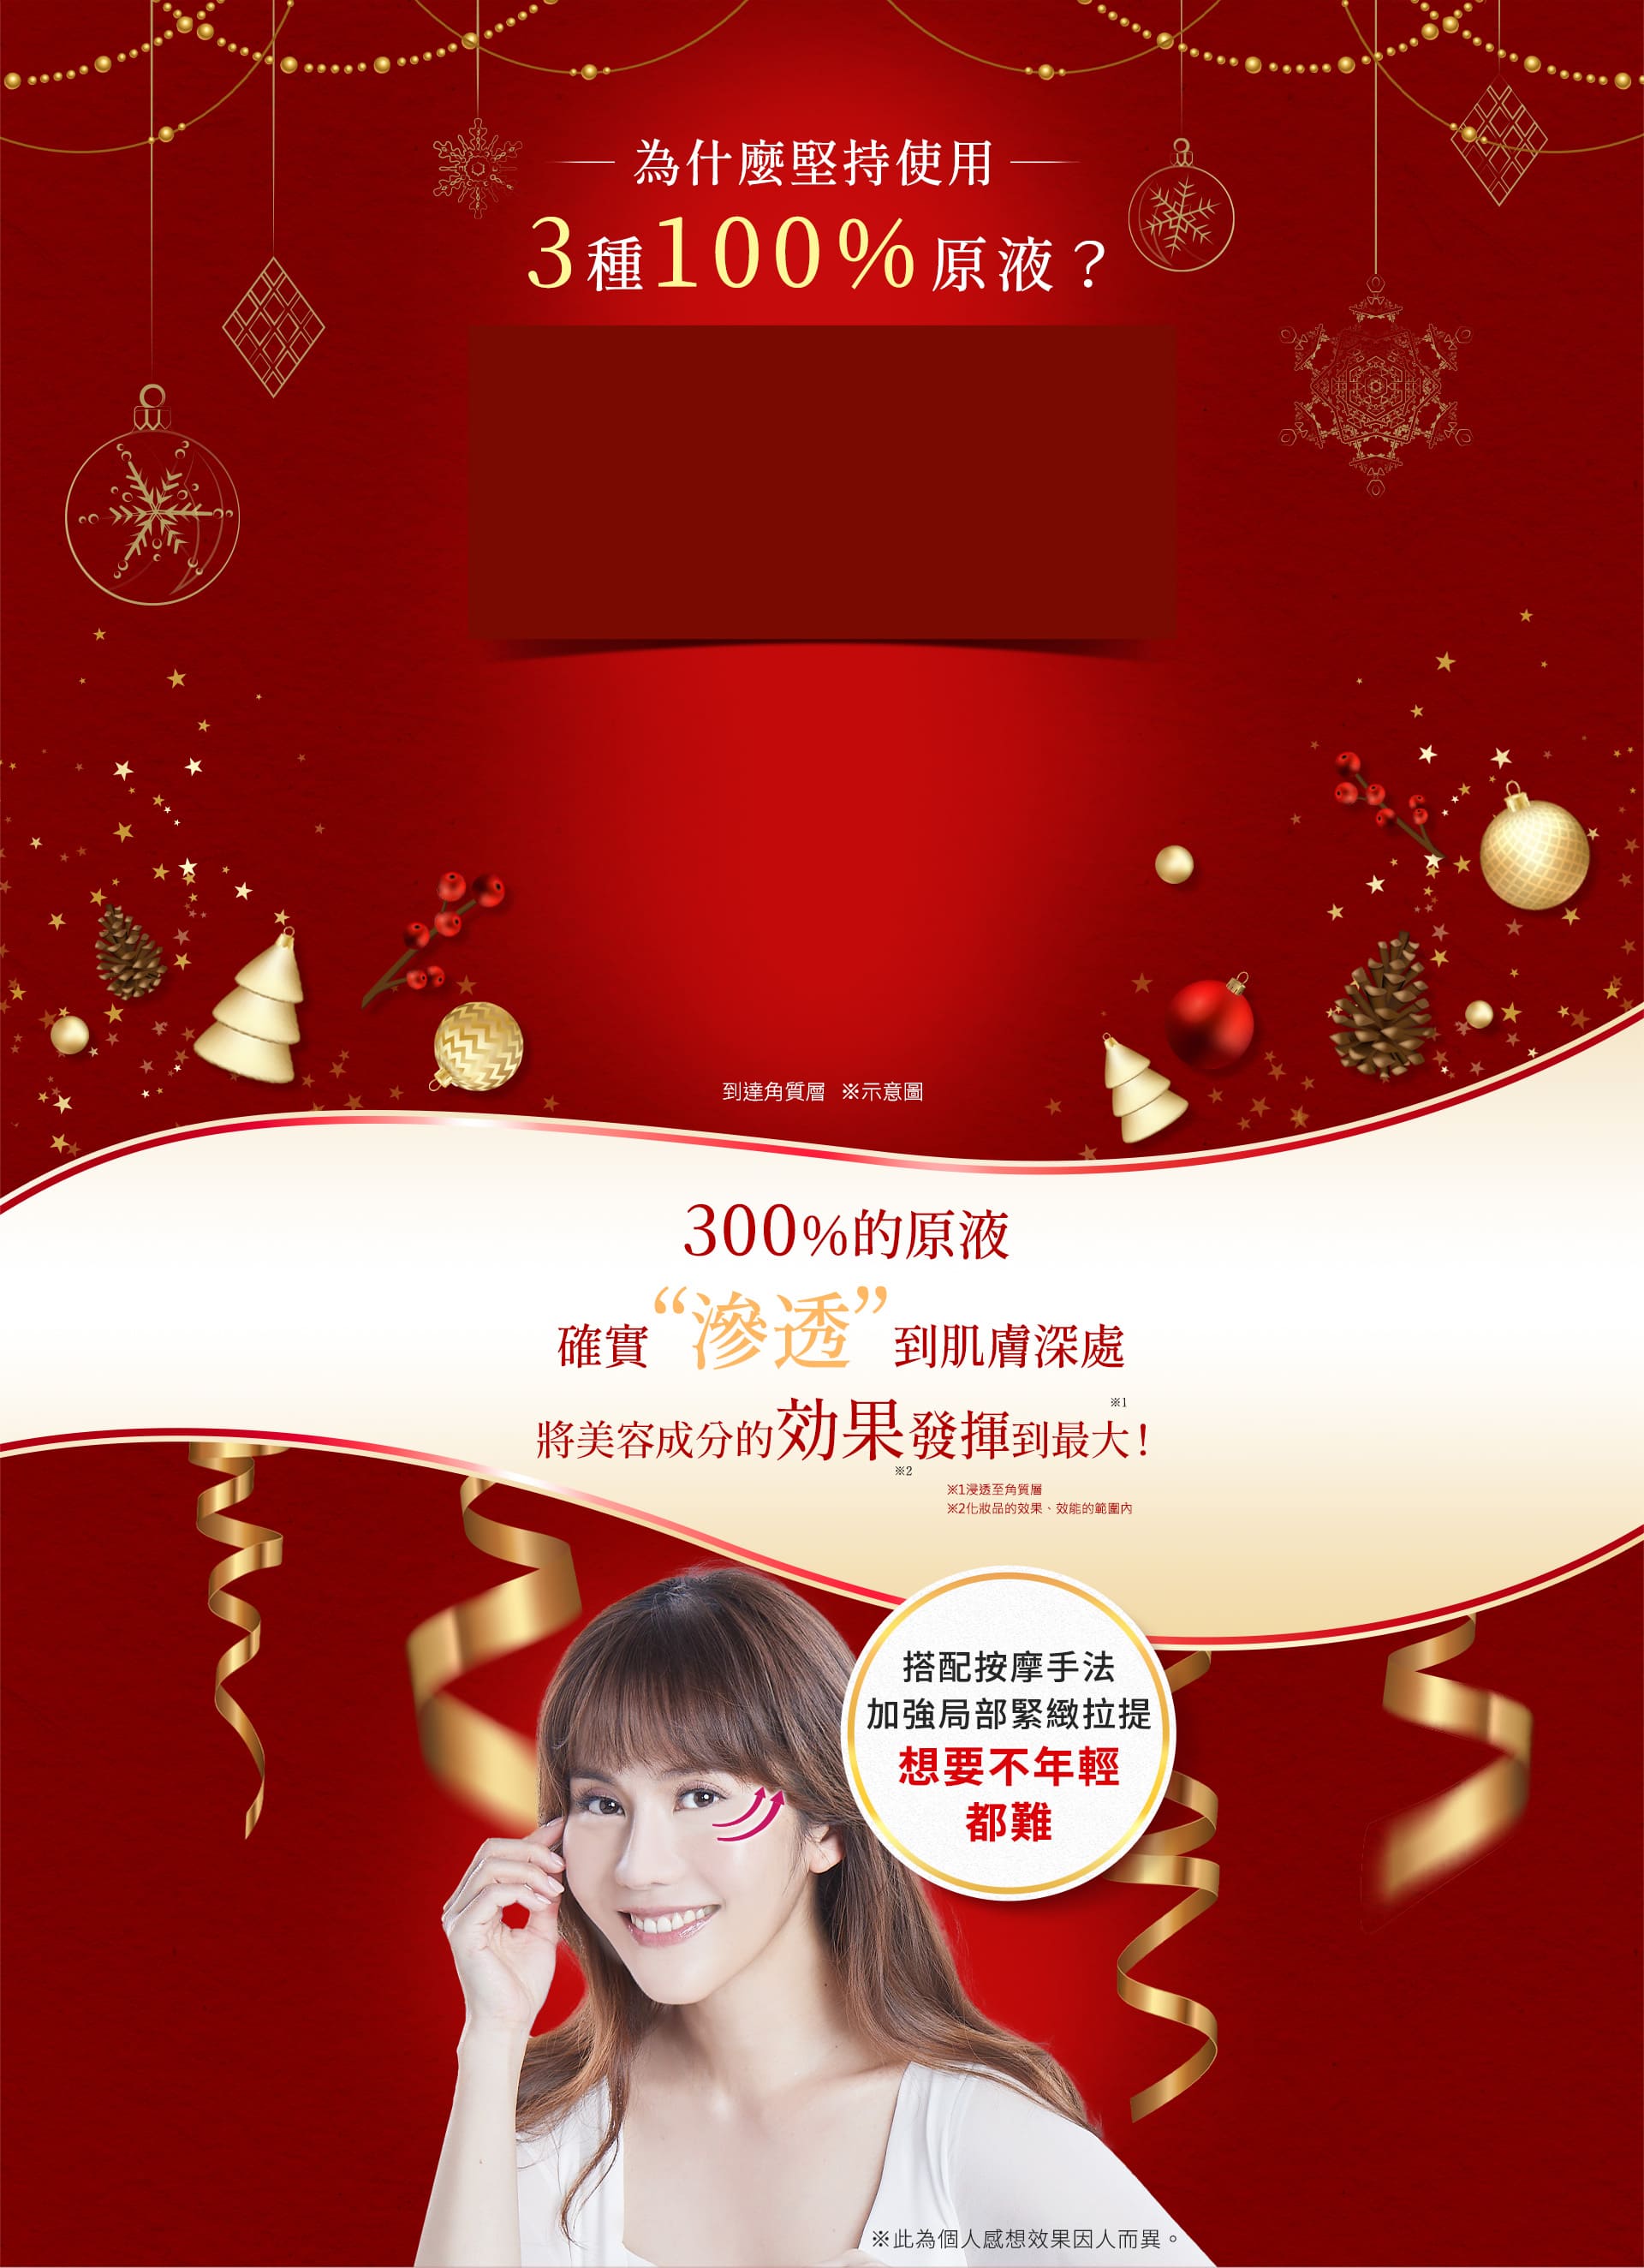 為什麼堅持使用
3種100%原液？
到達角質層 ※示意圖
300%的原液
確實“滲透”到肌膚深處
※1
將美容成分的効果發揮到最大！
※2
※1浸透至角質層
※2化妝品的效果、效能的範圍內
搭配按摩手法
加強局部緊緻拉提
想要不年輕
都難
※此為個人感想效果因人而異。